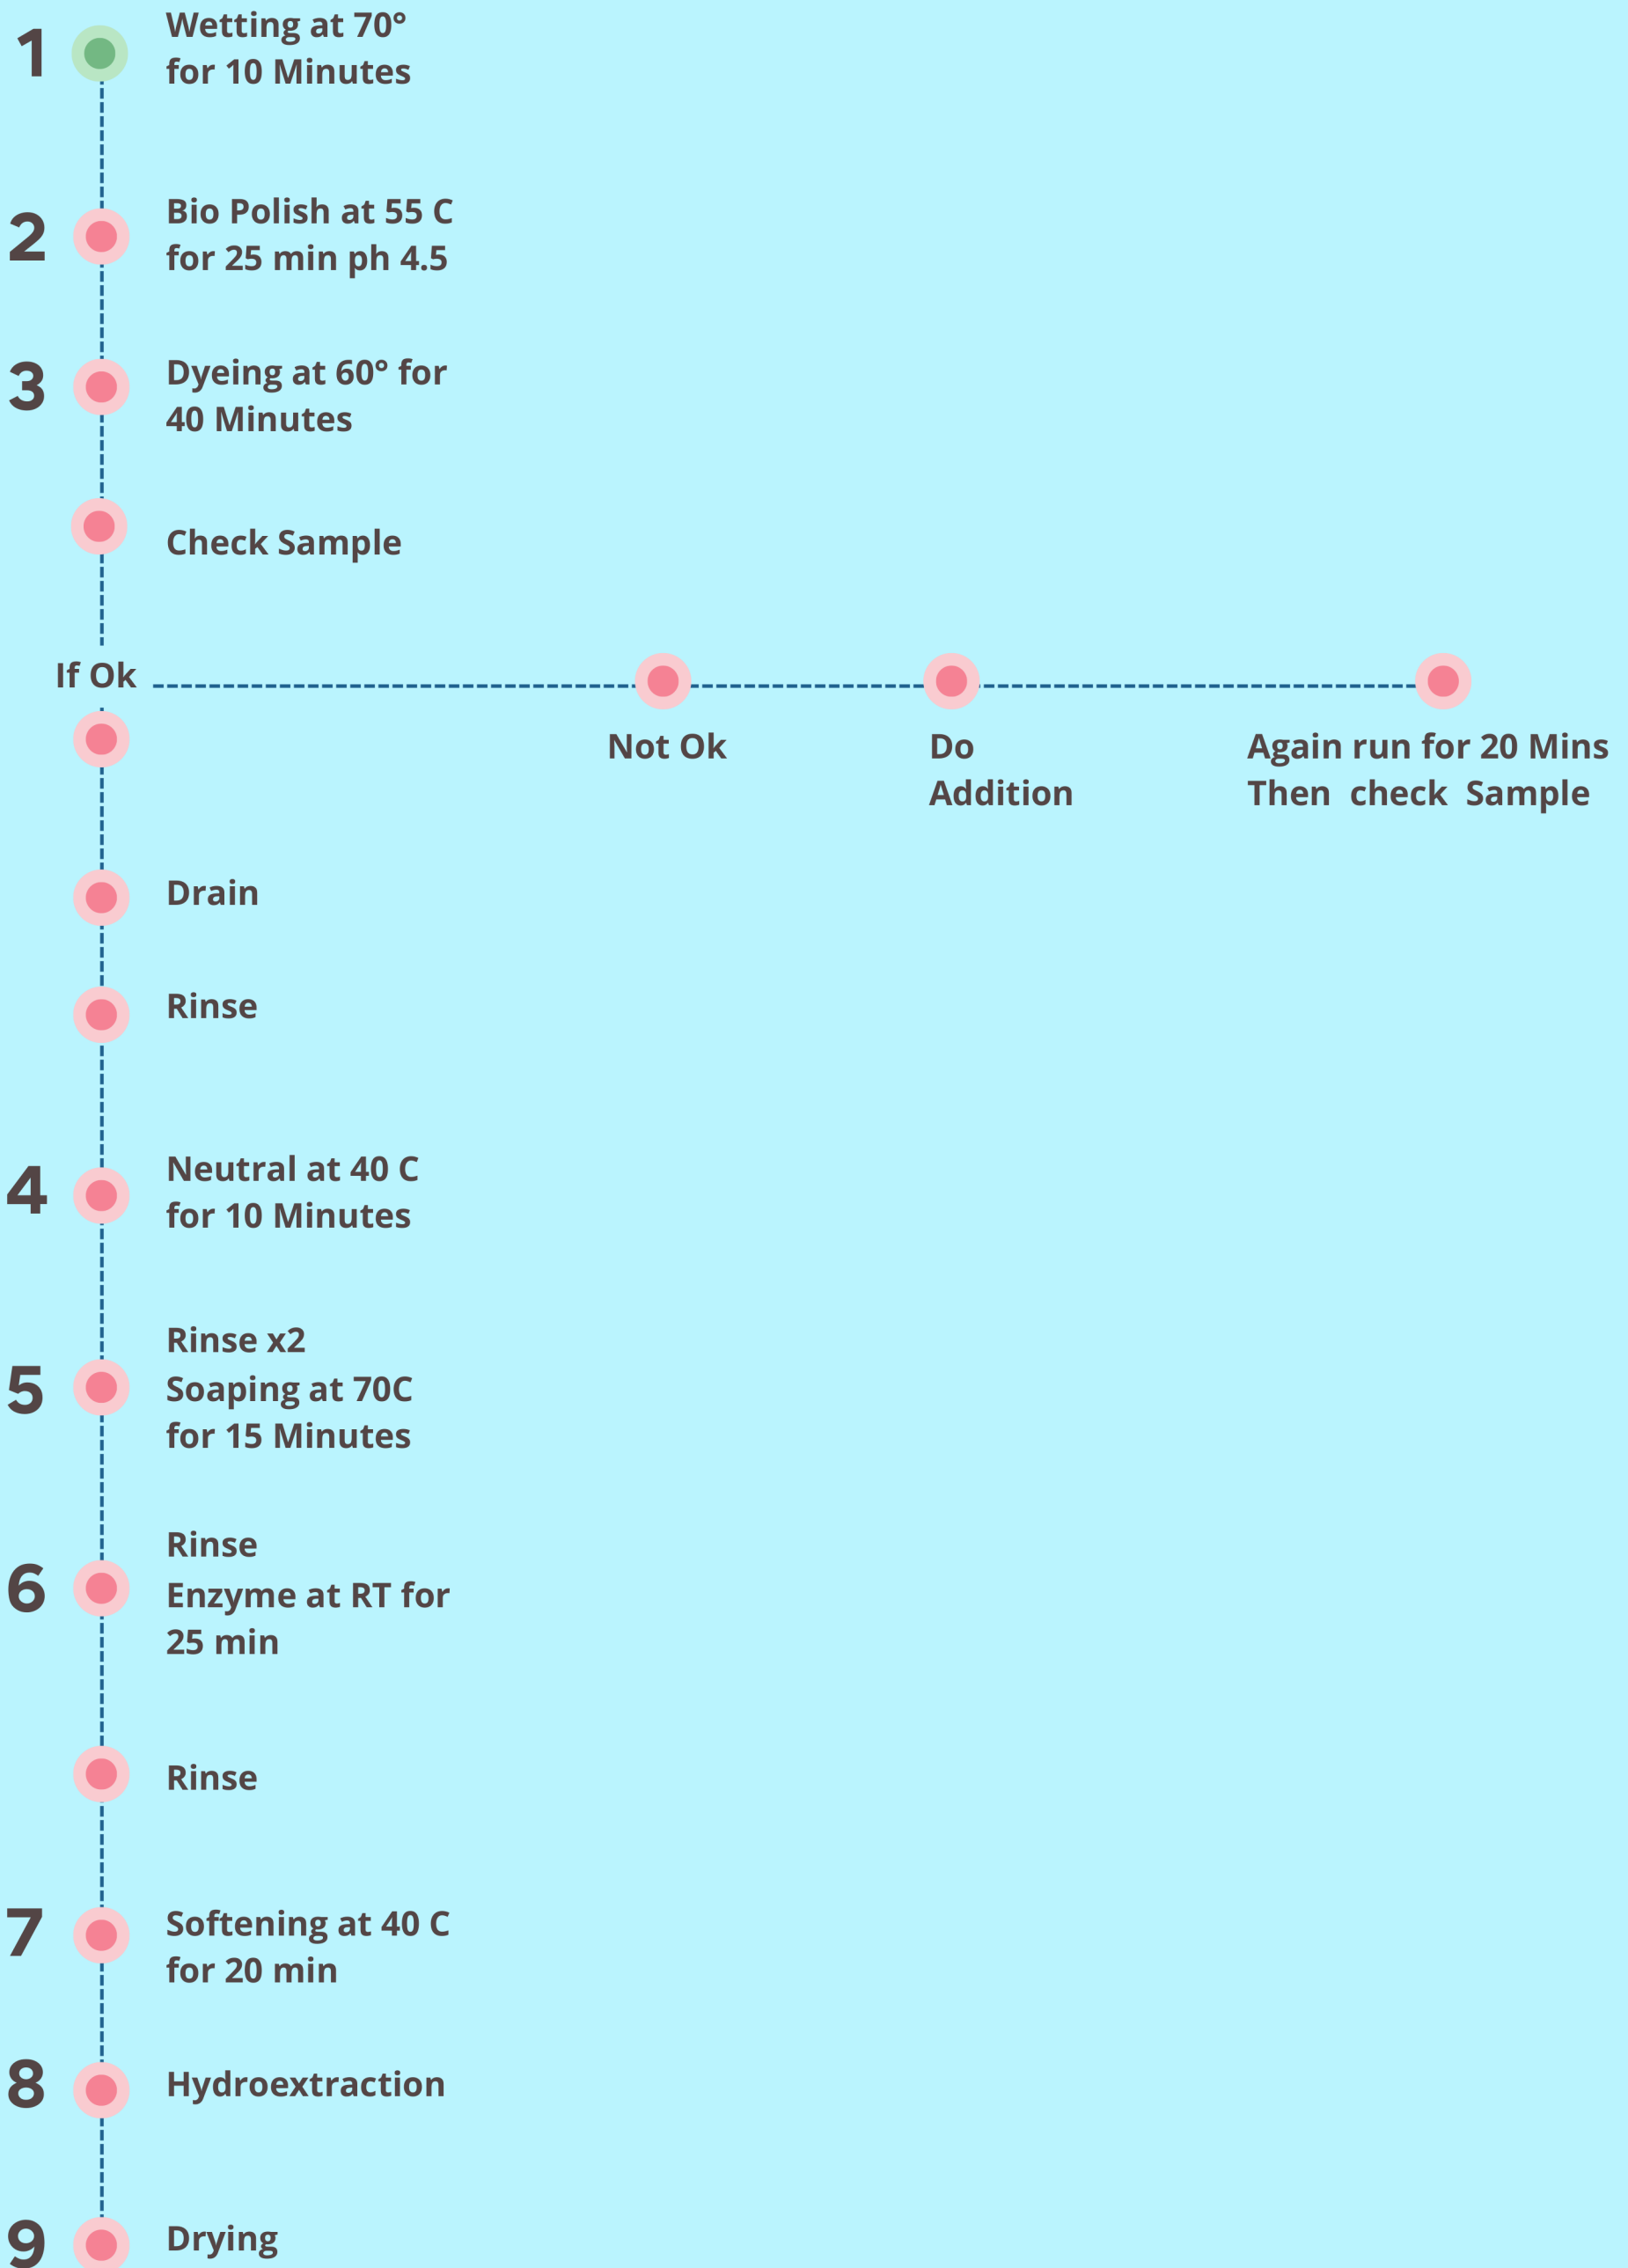 1
Wetting at 70°
for 10 Minutes
2
Bio Polish at 55 C
for 25 min ph 4.5
3
Dyeing at 60° for
40 Minutes
Check Sample
If Ok
Not Ok
Do
Addition
Again run for 20 Mins
Then check Sample
Drain
Rinse
4
Neutral at 40 C
for 10 Minutes
5
Rinse x2
Soaping at 70C
for 15 Minutes
6
Rinse
Enzyme at RT for
25 min
Rinse
7
Softening at 40 C
for 20 min
8
Hydroextraction
9
Drying